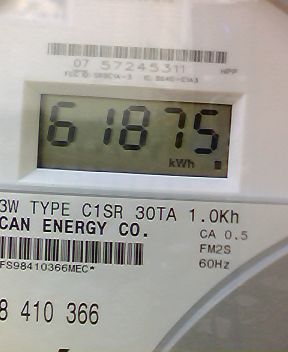 07 57245311
61875
kWh
3W TYPE C1SR 30TA 1.0Kh
CAN ENERGY CO.
CA 0.5
FM2S
FS98410366MEC*
60Hz
8 410 366